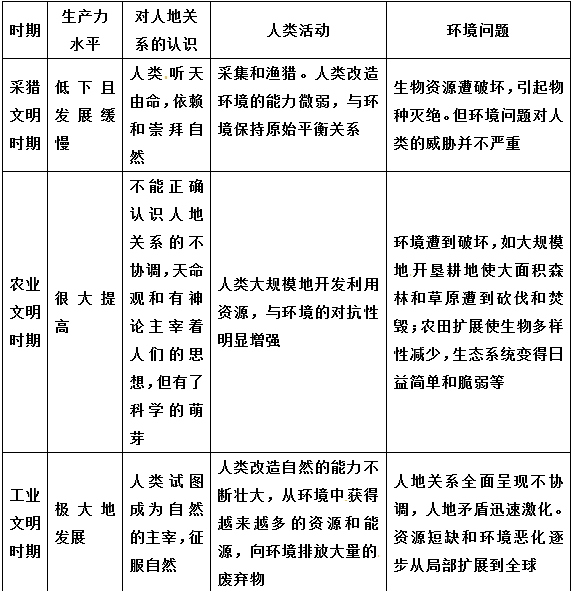 时期
生产力
水平
对人地关
系的认识
人类活动
环境问题
采猎
文明
时期
低下且
发展缓
慢
人类听天
由命，依赖
和崇拜自
然
采集和渔猎。人类改造
环境的能力微弱，与环
境保持原始平衡关系
生物资源遭破坏，引起物
种灭绝。但环境问题对人
类的威胁并不严重
农业
文明
时期
很大提
高
不能正确
认识人地
关系的不
协调，天命
观和有神
论主宰着
人们的思
想，但有了
科学的萌
芽
人类大规模地开发利用
资源，与环境的对抗性
明显增强
环境遭到破坏，如大规模
地开垦耕地使大面积森
林和草原遭到砍伐和焚
毁；农田扩展使生物多样
性减少，生态系统变得日
益简单和脆弱等
工业
文明
时期
极大地
发展
人类试图
成为自然
的主宰，征
服自然
人类改造自然的能力不
断壮大，从环境中获得
越来越多的资源和能
源，向环境排放大量的
废弃物
人地关系全面呈现不协
调，人地矛盾迅速激化。
资源短缺和环境恶化逐
步从局部扩展到全球